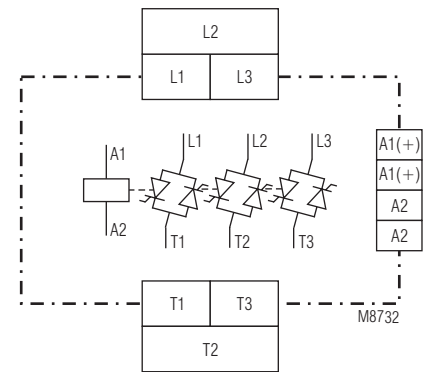 L2
L1 L3
A1 L1 L2 L3
A2 T1 T2 T3
A1(+)
A1(+)
A2
A2
T1 T3
T2
M8732